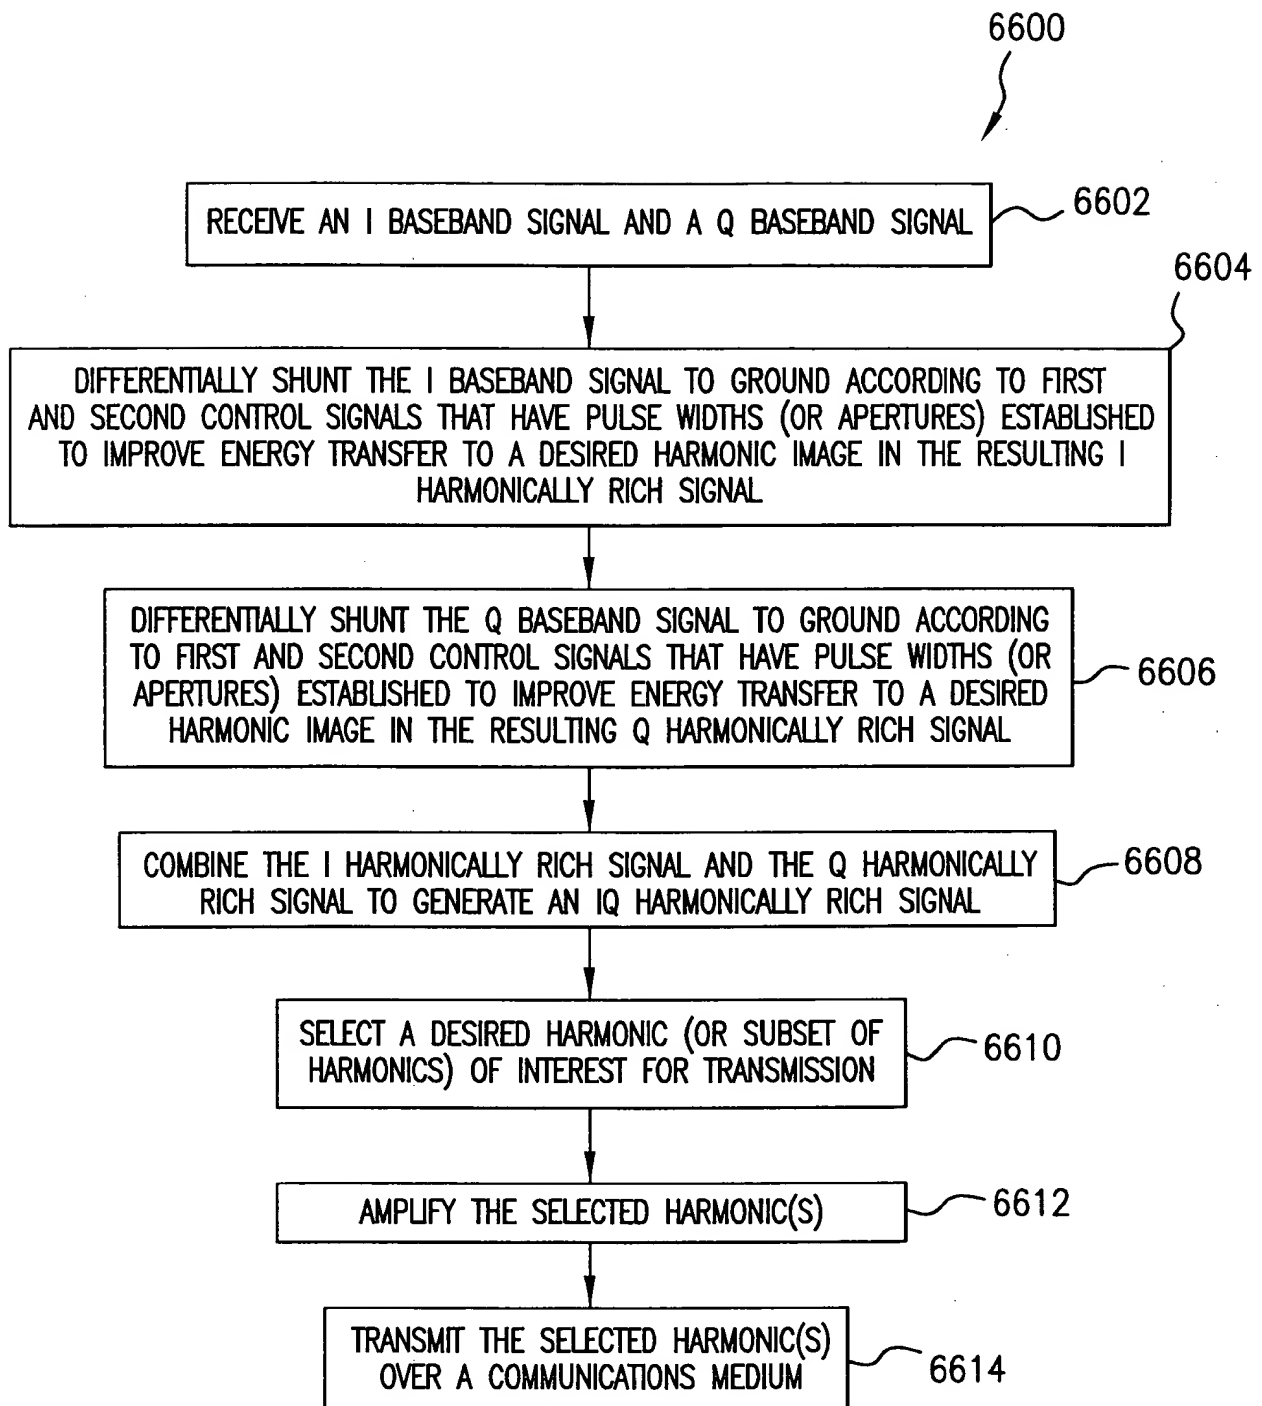 6600
RECEIVE AN I BASEBAND SIGNAL AND A Q BASEBAND SIGNAL
6602
6604
DIFFERENTIALLY SHUNT THE I BASEBAND SIGNAL TO GROUND ACCORDING TO FIRST
AND SECOND CONTROL SIGNALS THAT HAVE PULSE WIDTHS (OR APERTURES) ESTABLISHED
TO IMPROVE ENERGY TRANSFER TO A DESIRED HARMONIC IMAGE IN THE RESULTING I
HARMONICALLY RICH SIGNAL
DIFFERENTIALLY SHUNT THE Q BASEBAND SIGNAL TO GROUND ACCORDING
TO FIRST AND SECOND CONTROL SIGNALS THAT HAVE PULSE WIDTHS (OR
APERTURES) ESTABLISHED TO IMPROVE ENERGY TRANSFER TO A DESIRED
HARMONIC IMAGE IN THE RESULTING Q HARMONICALLY RICH SIGNAL
6606
COMBINE THE I HARMONICALLY RICH SIGNAL AND THE Q HARMONICALLY
RICH SIGNAL TO GENERATE AN IQ HARMONICALLY RICH SIGNAL
6608
SELECT A DESIRED HARMONIC (OR SUBSET OF
HARMONICS) OF INTEREST FOR TRANSMISSION
6610
AMPLIFY THE SELECTED HARMONIC(S)
6612
TRANSMIT THE SELECTED HARMONIC(S)
OVER A COMMUNICATIONS MEDIUM
6614